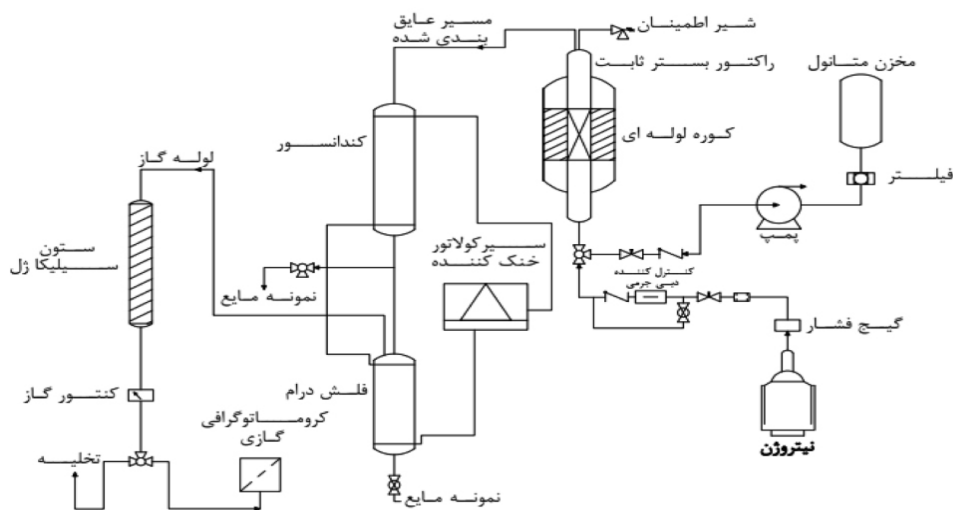 شیر اطمینان
مسیر عایق
بندی شده
راکتور بستر ثابت
مخزن متانول
کندانسور
کوره لوله ای
لوله گاز
فیلتر
پمپ
ستون
سیلیکا ژل
سیرکولاتور
خنک کننده
نمونه مایع
کنترل کننده
دبی جرمی
گیج فشار
فلش درام
کنتور گاز
کروماتوگرافی
گازی
نیتروژن
تخلیه
نمونه مایع